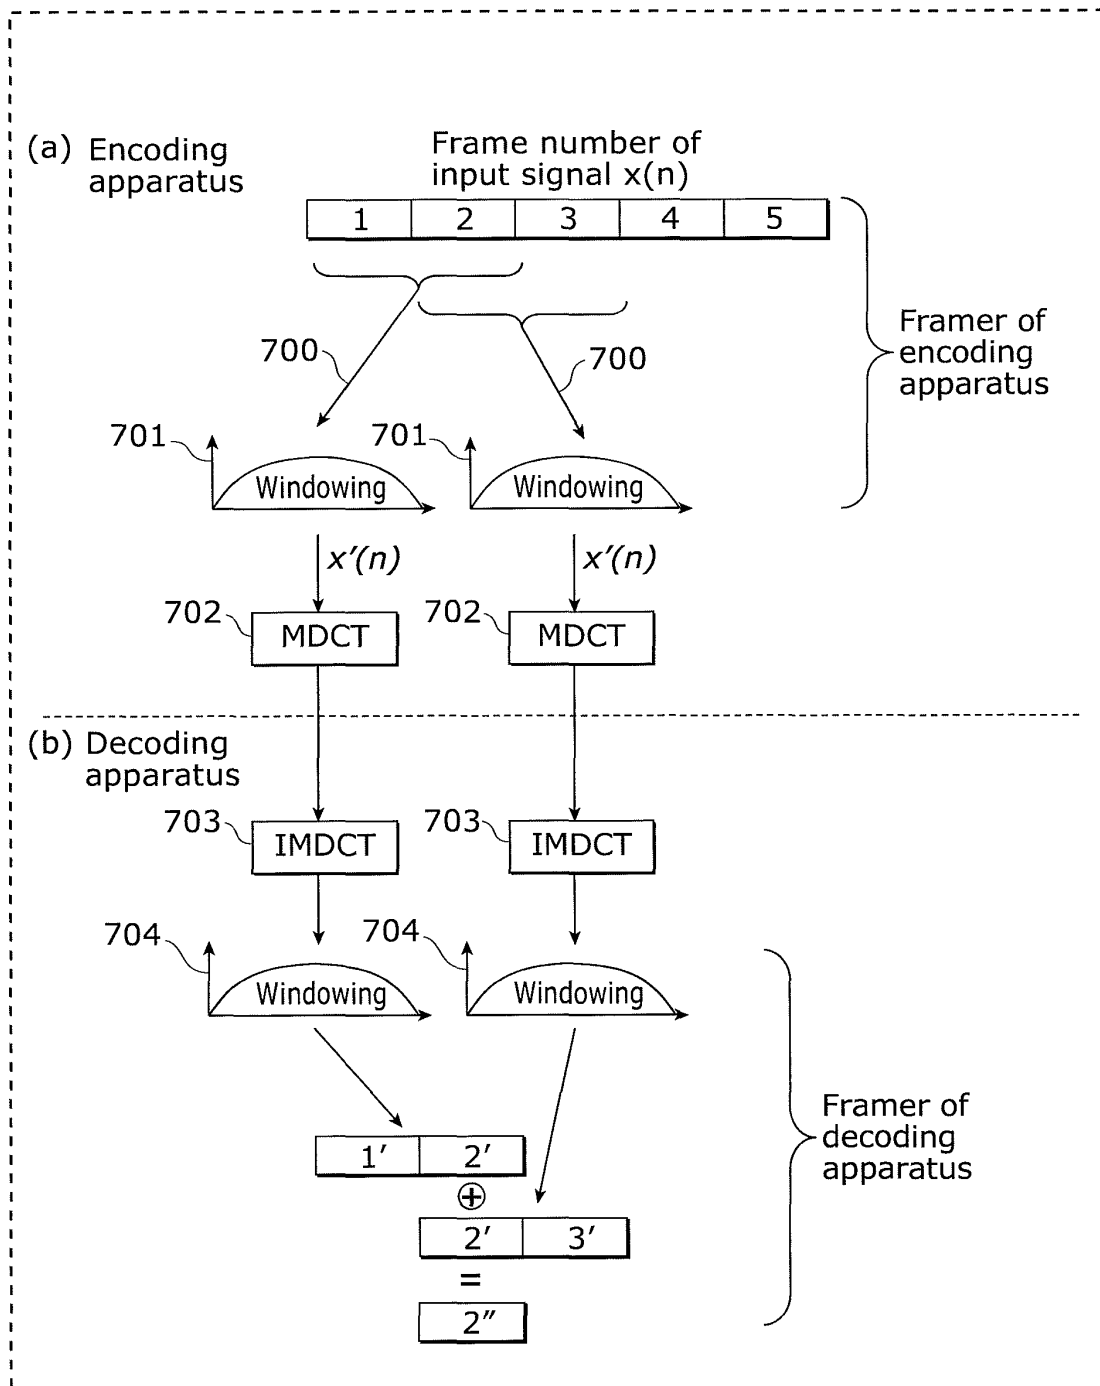 (a) Encoding
apparatus
Frame number of
input signal x(n)
1 2 3 4 5
Framer of
encoding
apparatus
700
700
701
701
Windowing
Windowing
x′(n)
x′(n)
702
702
MDCT
MDCT
(b) Decoding
apparatus
703
703
IMDCT
IMDCT
704
704
Windowing
Windowing
Framer of
decoding
apparatus
1′ 2′
+
2′ 3′
=
2″